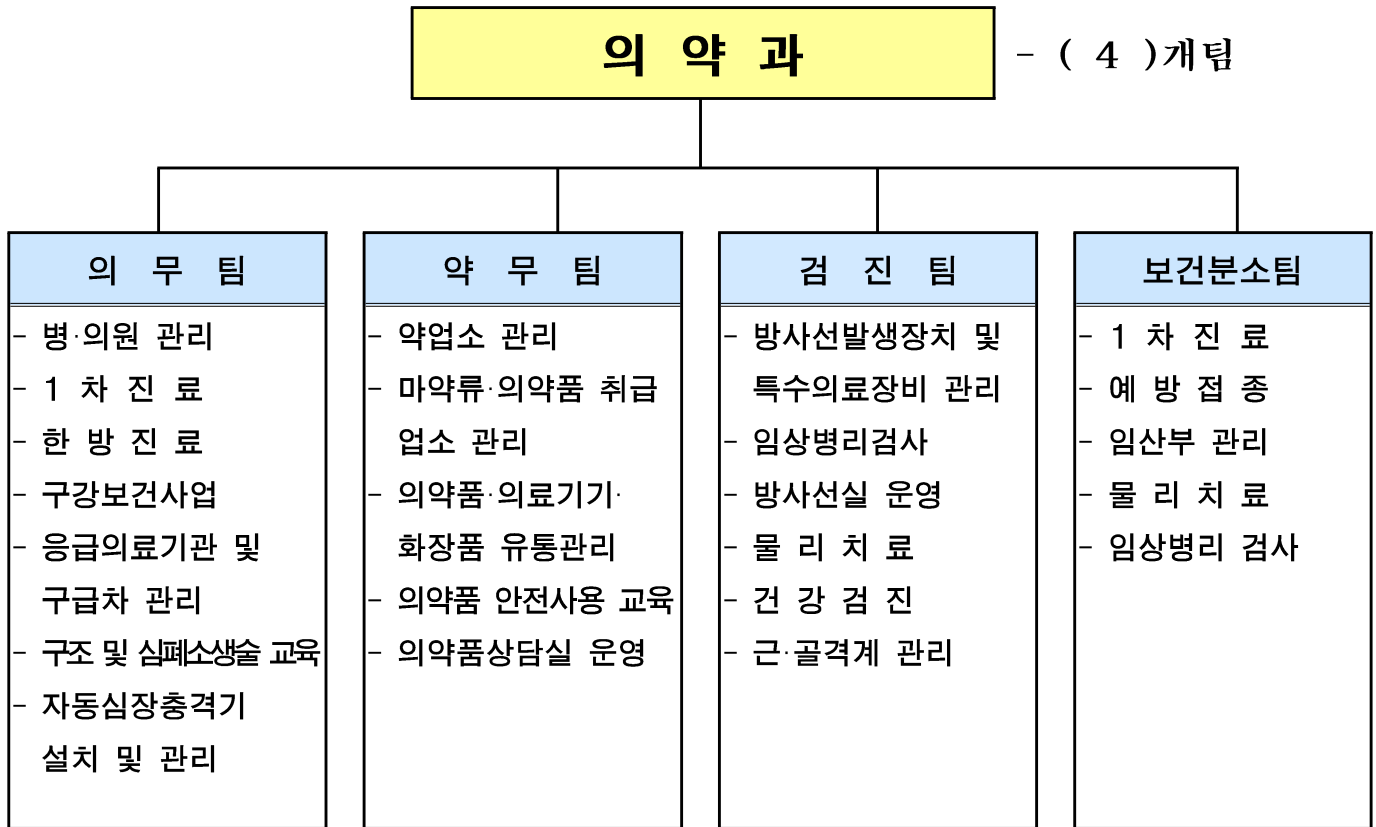 의 약 과
- ( 4 )개팀
의 무 팀
- 병·의원 관리
- 1 차 진 료
- 한 방 진 료
- 구강보건사업
- 응급의료기관 및
구급차 관리
- 구조 및 심폐소생술 교육
- 자동심장충격기
설치 및 관리
약 무 팀
- 약업소 관리
- 마약류·의약품 취급
업소 관리
- 의약품·의료기기·
화장품 유통관리
- 의약품 안전사용 교육
- 의약품상담실 운영
검 진 팀
- 방사선발생장치 및
특수의료장비 관리
- 임상병리검사
- 방사선실 운영
- 물 리 치 료
- 건 강 검 진
- 근·골격계 관리
보건분소팀
- 1 차 진 료
- 예 방 접 종
- 임산부 관리
- 물 리 치 료
- 임상병리 검사